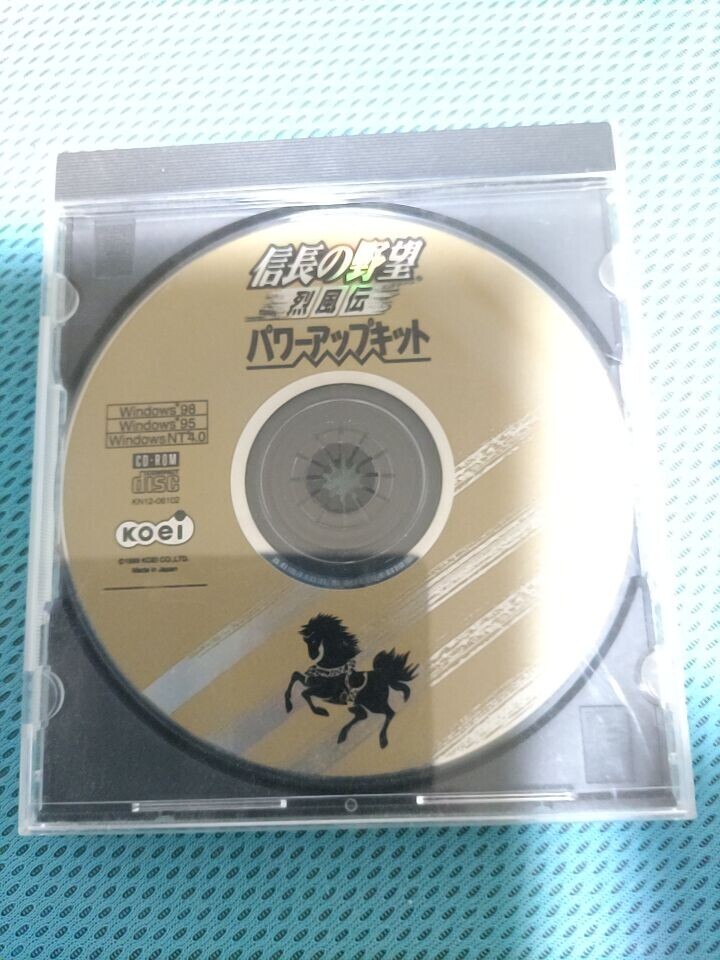 信長の野望®
烈風伝
パワーアップキット
Windows®98
Windows®95
Windows NT®4.0
CD-ROM
COMPACT
disc
KN12-08102
KOEI
©1999 KOEI CO.,LTD.
Made in Japan